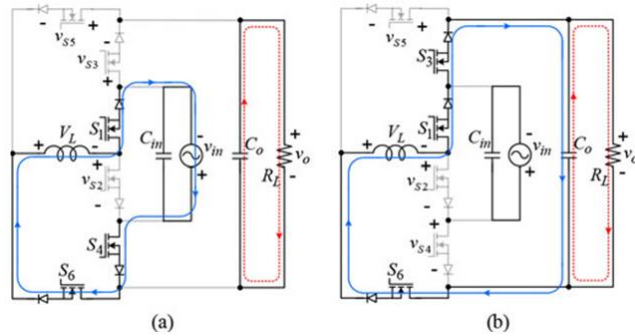 v_S5
v_S3
S_1
V_L
C_in
v_in
C_o
v_o
R_L
v_S2
S_4
S_6
(a)
v_S5
S_3
S_1
V_L
C_in
v_in
C_o
v_o
R_L
v_S2
v_S4
S_6
(b)